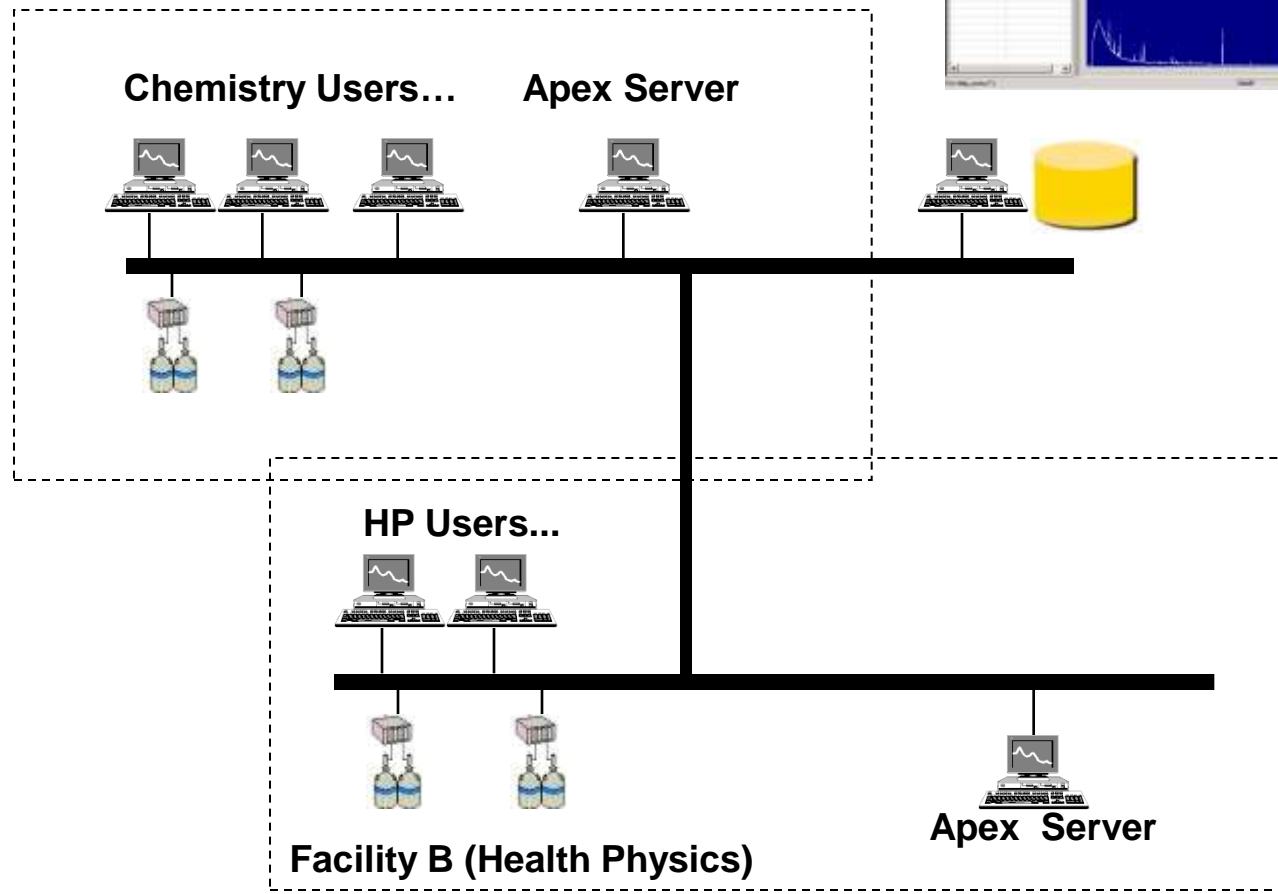 Chemistry Users… Apex Server
HP Users...
Apex Server
Facility B (Health Physics)